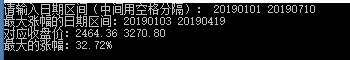 请输入日期区间（中间用空格分隔）： 20190101 20190710
最大张幅的日期区间: 20190103 20190419
对应收盘价: 2464.36 3270.80
最大的张幅: 32.72%